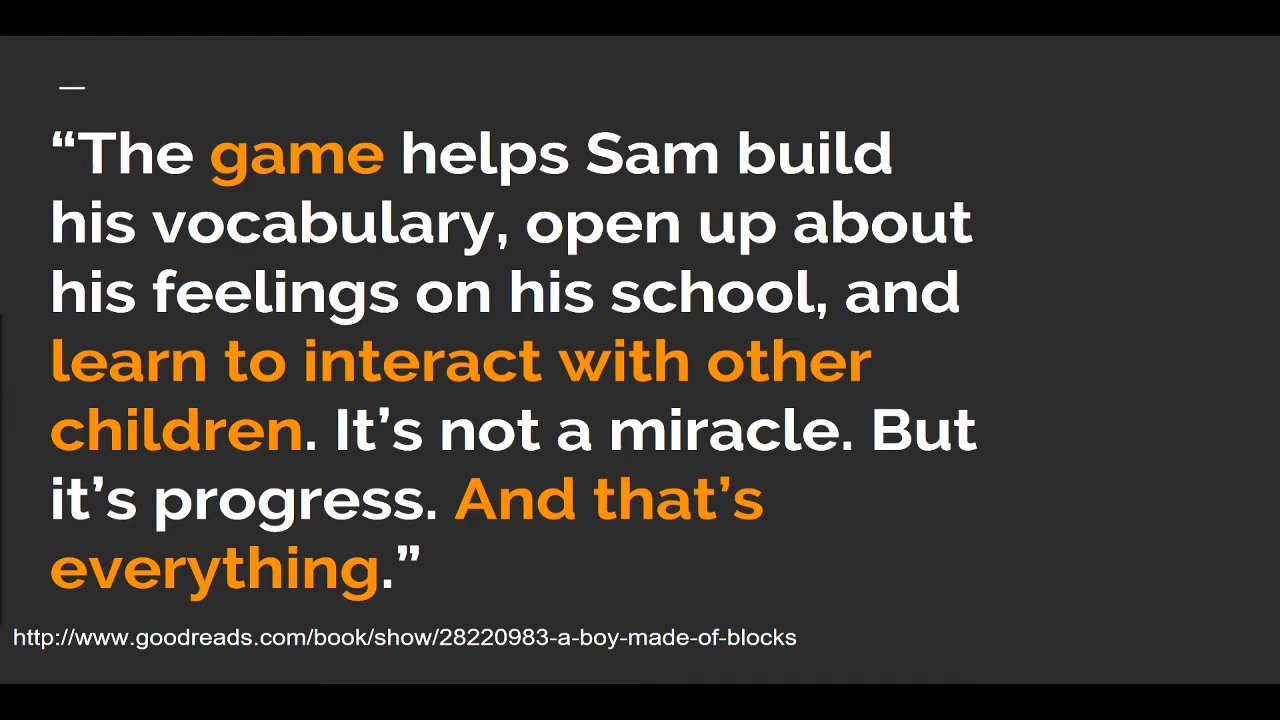 “The game helps Sam build
his vocabulary, open up about
his feelings on his school, and
learn to interact with other
children. It’s not a miracle. But
it’s progress. And that’s
everything.”
http://www.goodreads.com/book/show/28220983-a-boy-made-of-blocks